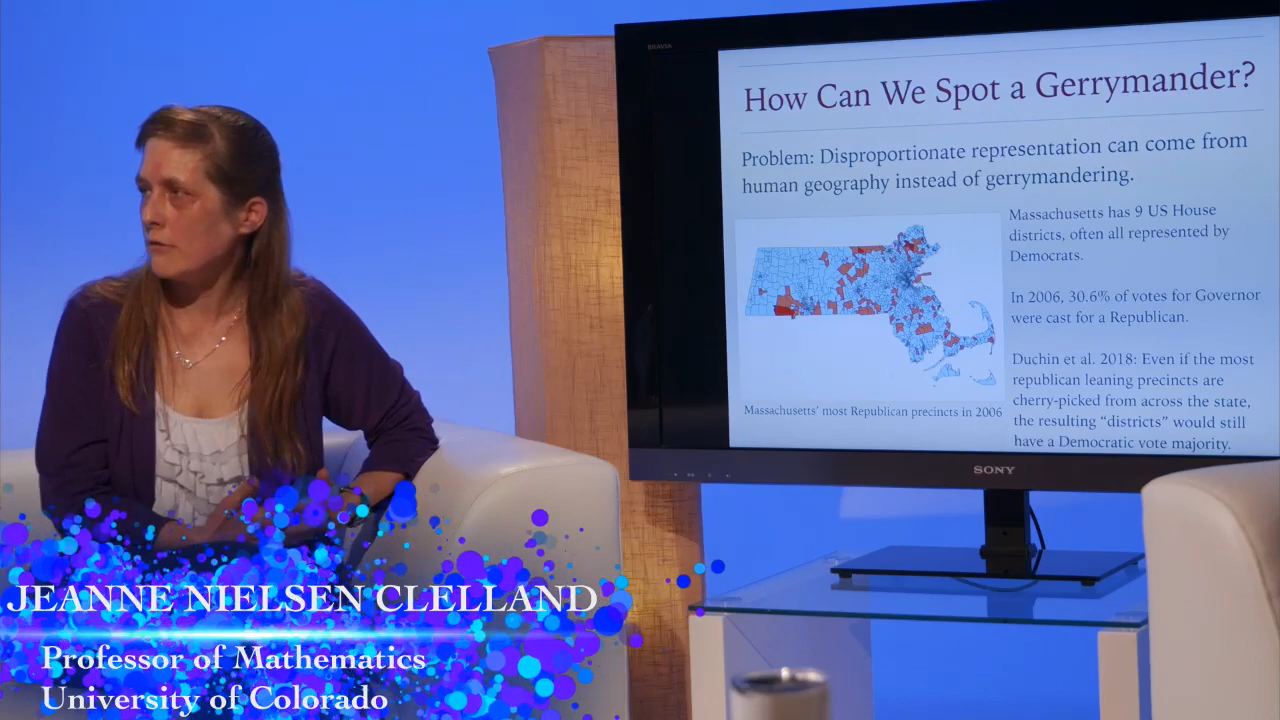 BRAVIA
How Can We Spot a Gerrymander?
Problem: Disproportionate representation can come from
human geography instead of gerrymandering.
Massachusetts has 9 US House
districts, often all represented by
Democrats.
In 2006, 30.6% of votes for Governor
were cast for a Republican.
Duchin et al. 2018: Even if the most
republican leaning precincts are
cherry-picked from across the state,
the resulting “districts” would still
have a Democratic vote majority.
Massachusetts' most Republican precincts in 2006
SONY
JEANNE NIELSEN CLELLAND
Professor of Mathematics
University of Colorado